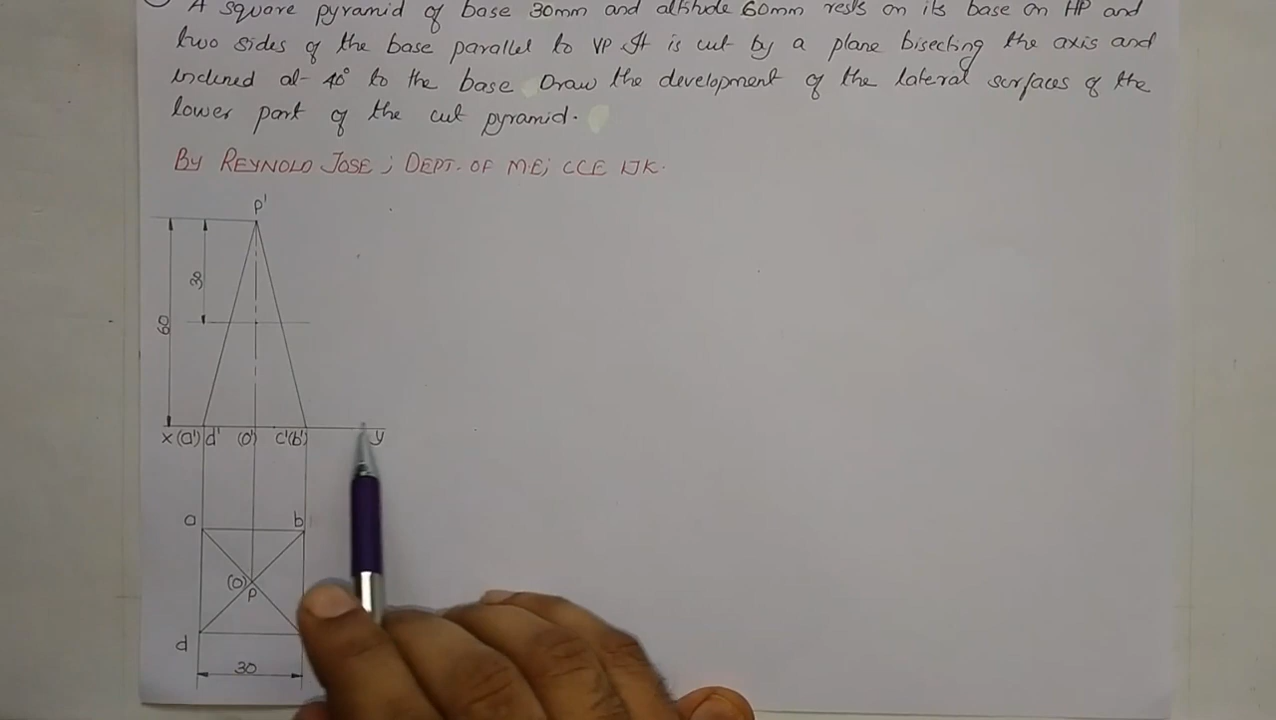 A square pyramid of base 30mm and altitude 60mm rests on its base on HP and
two sides of the base parallel to VP. It is cut by a plane bisecting the axis and
inclined at 40° to the base. Draw the development of the lateral surfaces of the
lower part of the cut pyramid.
BY REYNOLD JOSE; DEPT. OF M.E; CCE IJK.
p'
30
60
x (a') d' (o') c'(b') y
a b
(o) p
d
30